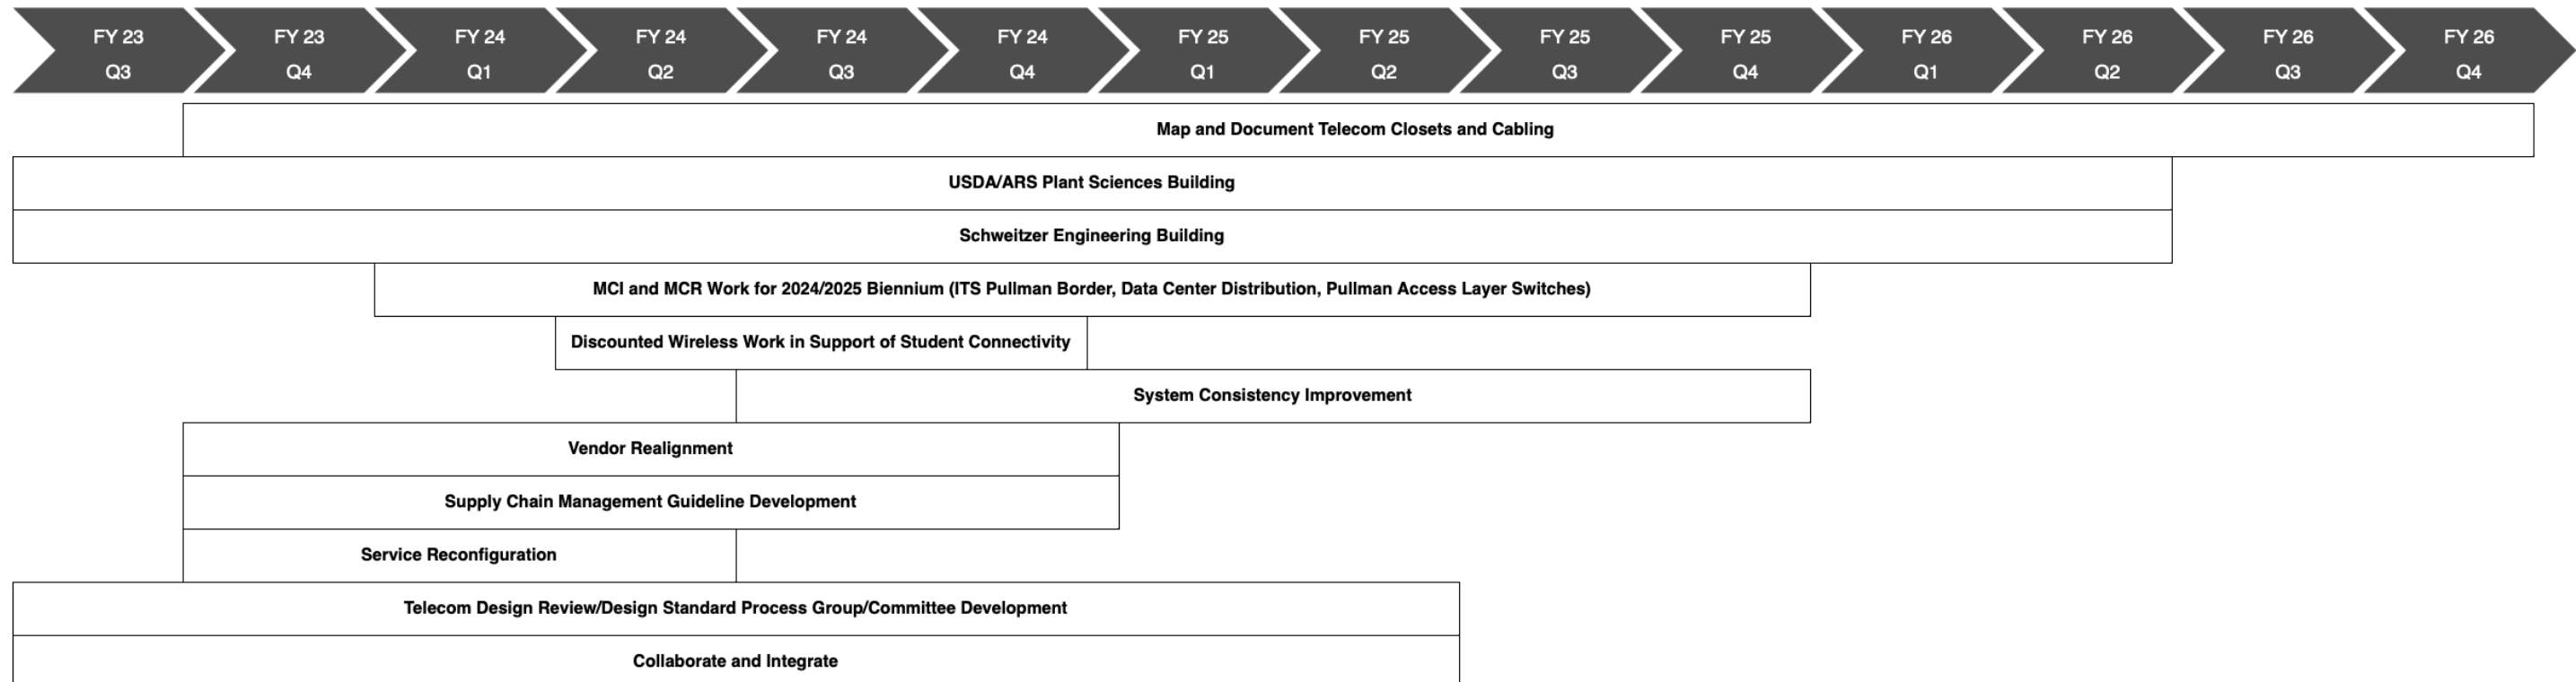 FY 23 FY 23 FY 24 FY 24 FY 24 FY 24 FY 25 FY 25 FY 25 FY 25 FY 26 FY 26 FY 26 FY 26
Q3 Q4 Q1 Q2 Q3 Q4 Q1 Q2 Q3 Q4 Q1 Q2 Q3 Q4
Map and Document Telecom Closets and Cabling
USDA/ARS Plant Sciences Building
Schweitzer Engineering Building
MCI and MCR Work for 2024/2025 Biennium (ITS Pullman Border, Data Center Distribution, Pullman Access Layer Switches)
Discounted Wireless Work in Support of Student Connectivity
System Consistency Improvement
Vendor Realignment
Supply Chain Management Guideline Development
Service Reconfiguration
Telecom Design Review/Design Standard Process Group/Committee Development
Collaborate and Integrate